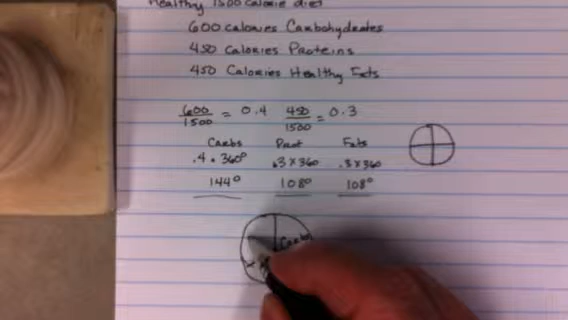 Healthy 1500 calorie diet
600 calories Carbohydrates
450 Calories Proteins
450 Calories Healthy Fats
600/1500 = 0.4 450/1500 = 0.3
Carbs Prot Fats
.4 • 360° .3 x 360 .3 x 360
144° 108° 108°
Carbs